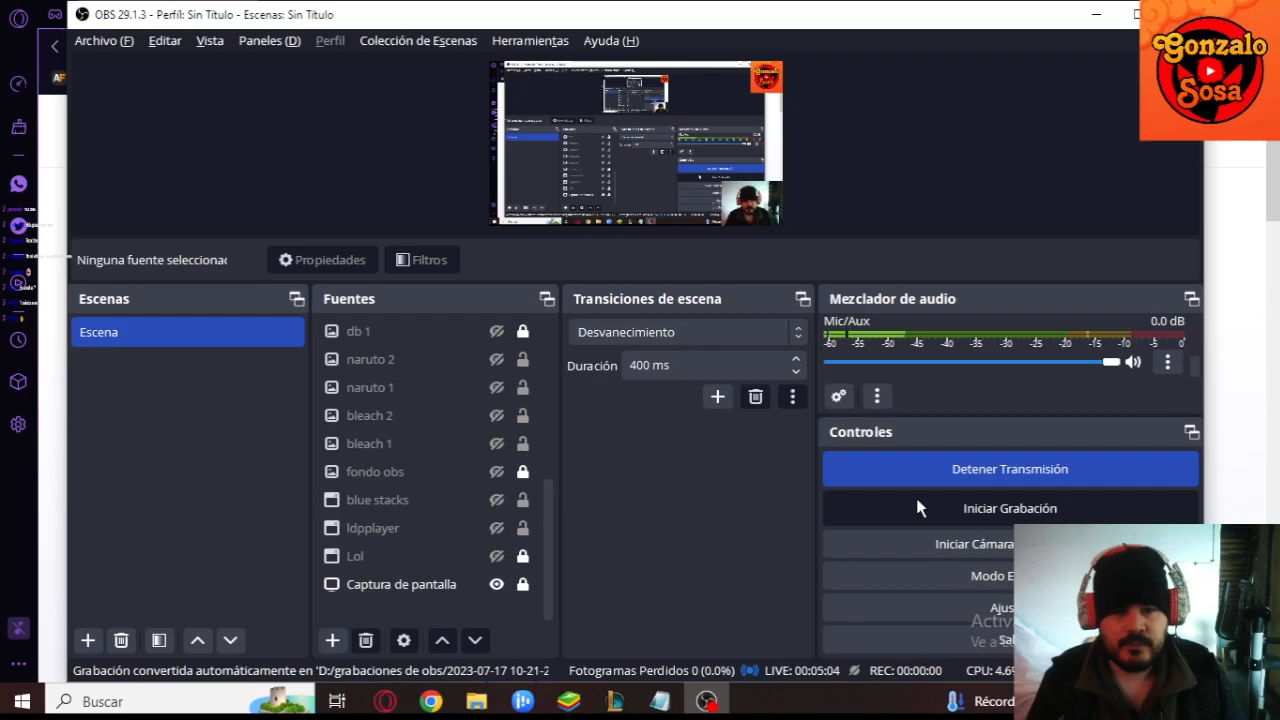 OBS 29.1.3 - Perfil: Sin Título - Escenas: Sin Título
Archivo (F) Editar Vista Paneles (D) Perfil Colección de Escenas Herramientas Ayuda (H)
Gonzalo
Sosa
Ninguna fuente seleccionad
Propiedades
Filtros
Escenas
Escena
Fuentes
db 1
naruto 2
naruto 1
bleach 2
bleach 1
fondo obs
blue stacks
ldpplayer
Lol
Captura de pantalla
Transiciones de escena
Desvanecimiento
Duración 400 ms
Mezclador de audio
Mic/Aux 0.0 dB
-60 -55 -50 -45 -40 -35 -30 -25 -20 -15 -10 -5 0
Controles
Detener Transmisión
Iniciar Grabación
Iniciar Cámara
Modo E
Ajus
Activ
Ve a
Sal
Grabación convertida automáticamente en 'D:/grabaciones de obs/2023-07-17 10-21-2
Fotogramas Perdidos 0 (0.0%) LIVE: 00:05:04 REC: 00:00:00 CPU: 4.6%
Buscar
Récord